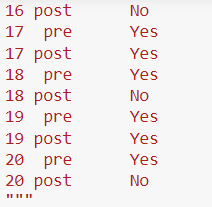 16 post       No
17  pre      Yes
17 post      Yes
18  pre      Yes
18 post       No
19  pre      Yes
19 post      Yes
20  pre      Yes
20 post       No
"""